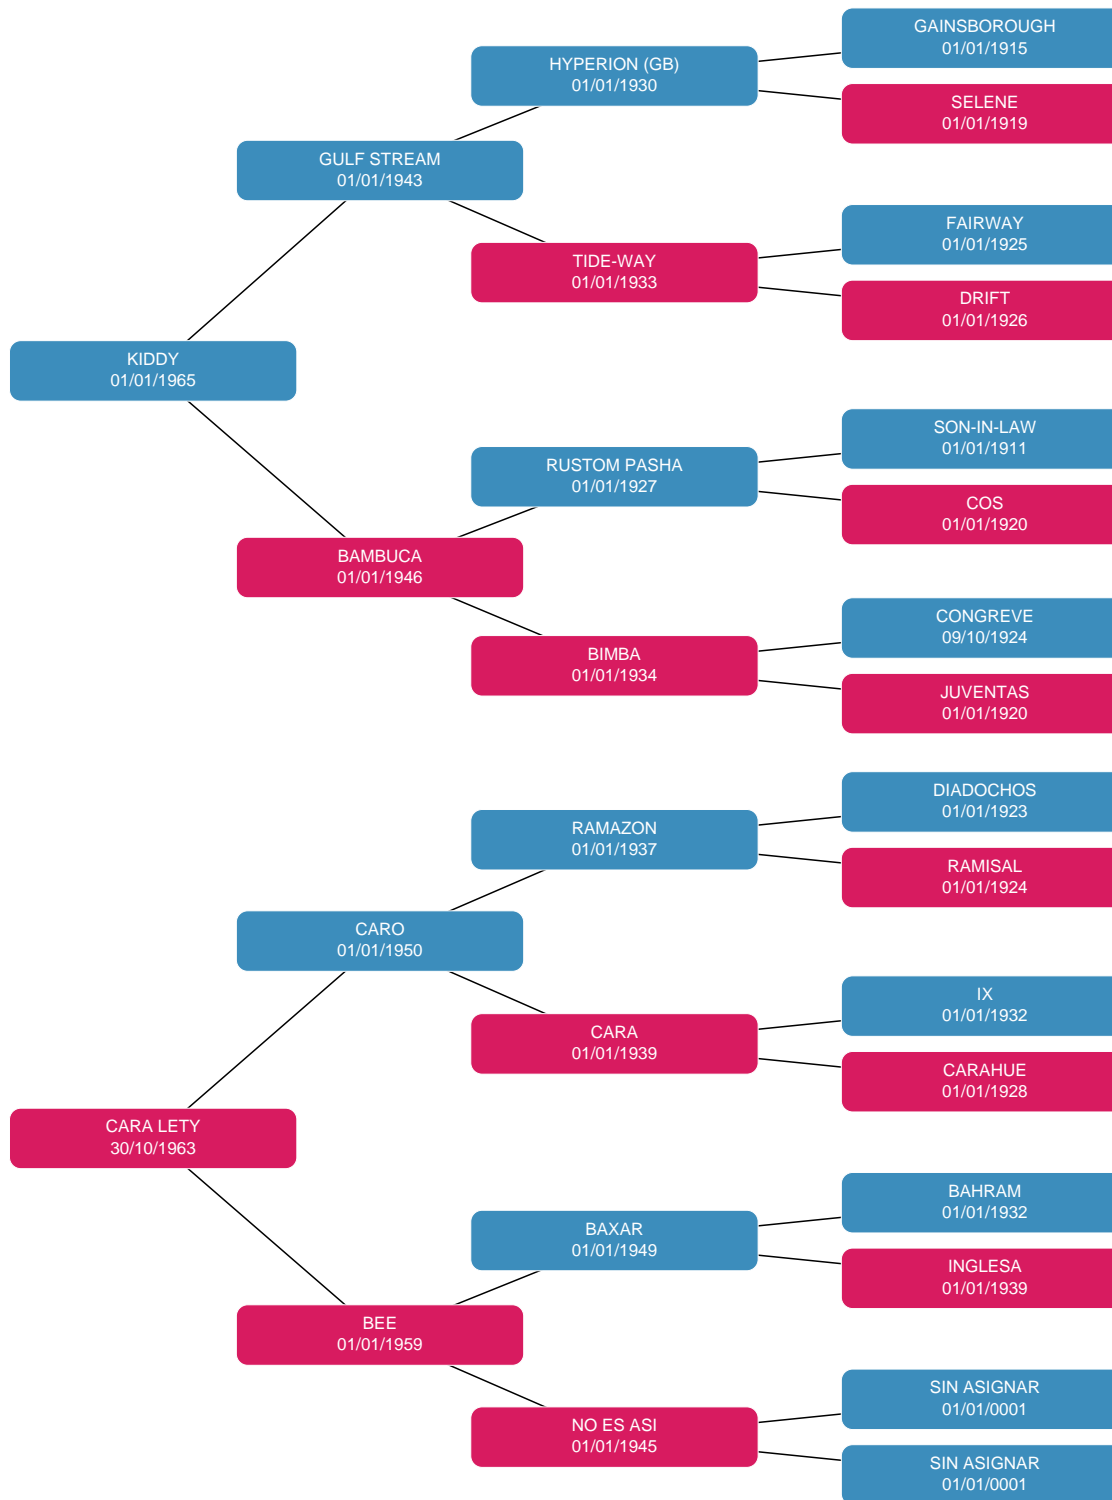 GAINSBOROUGH
01/01/1915
HYPERION (GB)
01/01/1930
SELENE
01/01/1919
GULF STREAM
01/01/1943
FAIRWAY
01/01/1925
TIDE-WAY
01/01/1933
DRIFT
01/01/1926
KIDDY
01/01/1965
SON-IN-LAW
01/01/1911
RUSTOM PASHA
01/01/1927
COS
01/01/1920
BAMBUCA
01/01/1946
CONGREVE
09/10/1924
BIMBA
01/01/1934
JUVENTAS
01/01/1920
DIADOCHOS
01/01/1923
RAMAZON
01/01/1937
RAMISAL
01/01/1924
CARO
01/01/1950
IX
01/01/1932
CARA
01/01/1939
CARAHUE
01/01/1928
CARA LETY
30/10/1963
BAHRAM
01/01/1932
BAXAR
01/01/1949
INGLESA
01/01/1939
BEE
01/01/1959
SIN ASIGNAR
01/01/0001
NO ES ASI
01/01/1945
SIN ASIGNAR
01/01/0001